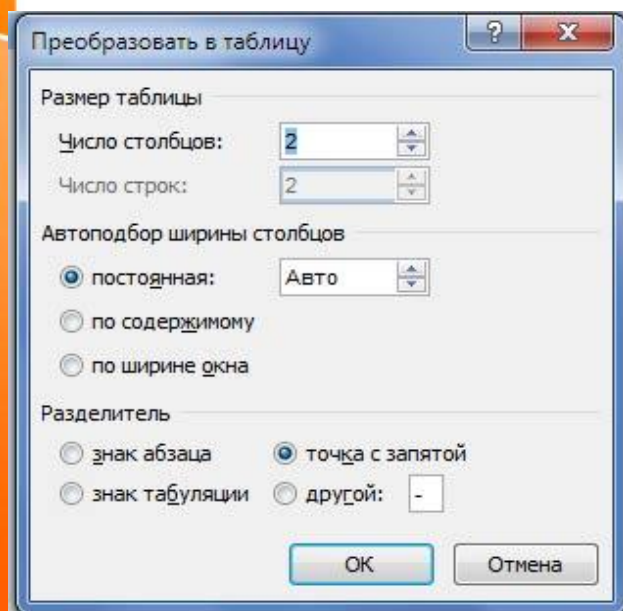 Преобразовать в таблицу ? X
Размер таблицы
Число столбцов: 2
Число строк: 2
Автоподбор ширины столбцов
постоянная: Авто
по содержимому
по ширине окна
Разделитель
знак абзаца точка с запятой
знак табуляции другой: -
ОК Отмена